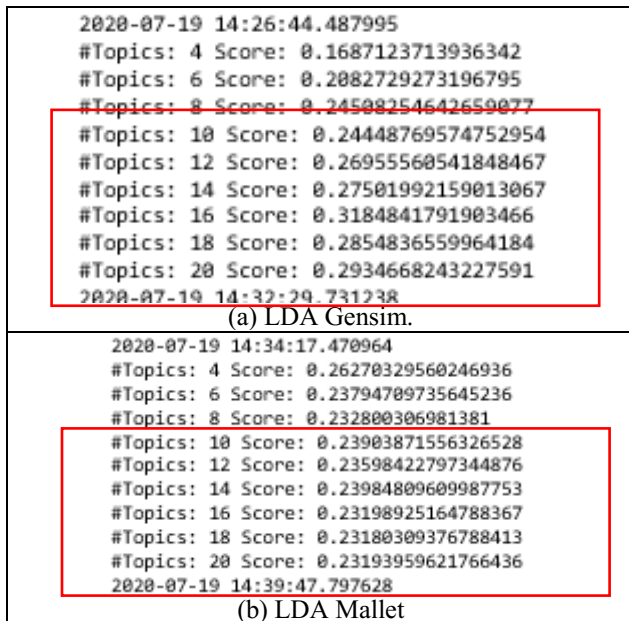 2020-07-19 14:26:44.487995
#Topics: 4 Score: 0.1687123713936342
#Topics: 6 Score: 0.2082729273196795
#Topics: 8 Score: 0.24508254642659077
#Topics: 10 Score: 0.24448769574752954
#Topics: 12 Score: 0.26955560541848467
#Topics: 14 Score: 0.27501992159013067
#Topics: 16 Score: 0.3184841791903466
#Topics: 18 Score: 0.2854836559964184
#Topics: 20 Score: 0.2934668243227591
2020-07-19 14:32:29.731238
(a) LDA Gensim.
2020-07-19 14:34:17.470964
#Topics: 4 Score: 0.26270329560246936
#Topics: 6 Score: 0.23794709735645236
#Topics: 8 Score: 0.232800306981381
#Topics: 10 Score: 0.23903871556326528
#Topics: 12 Score: 0.23598422797344876
#Topics: 14 Score: 0.23984809609987753
#Topics: 16 Score: 0.23198925164788367
#Topics: 18 Score: 0.23180309376788413
#Topics: 20 Score: 0.23193959621766436
2020-07-19 14:39:47.797628
(b) LDA Mallet